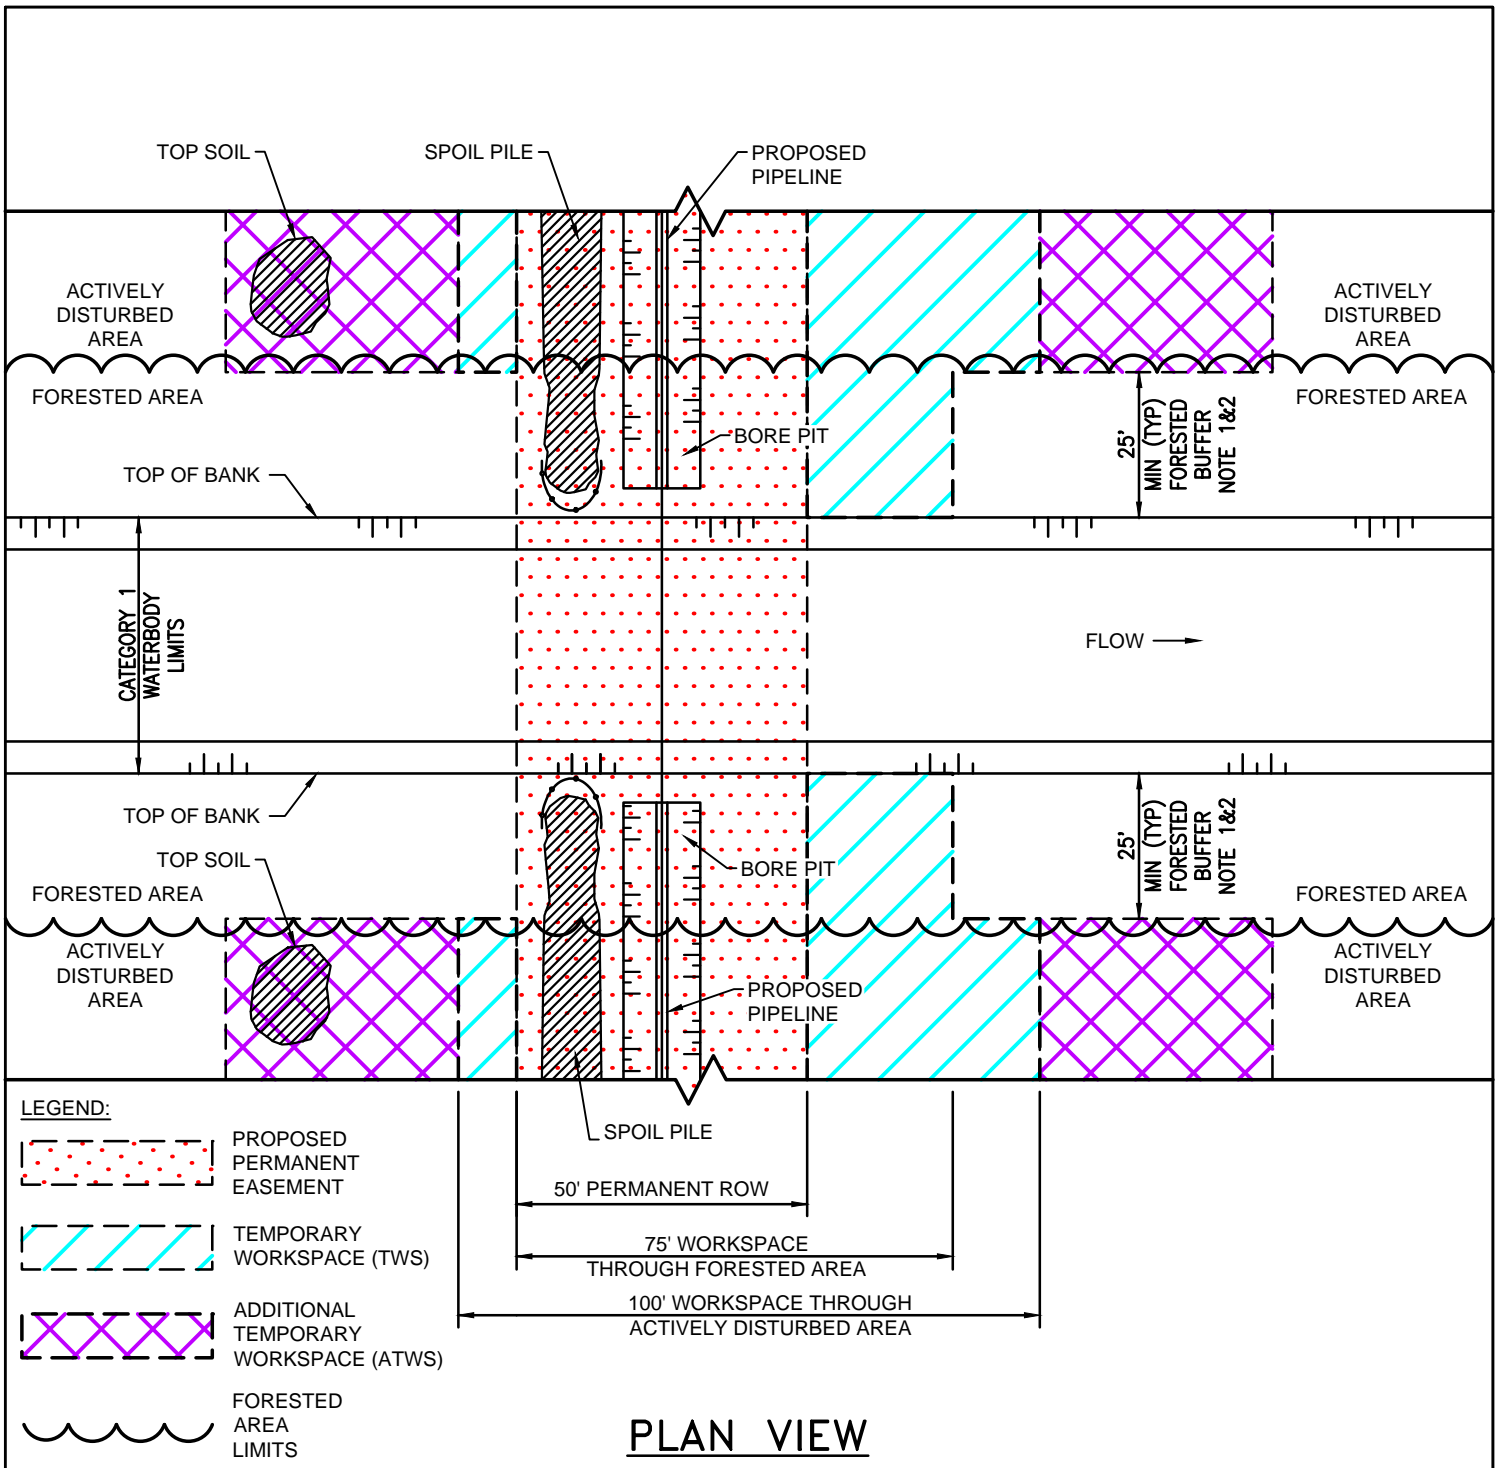 TOP SOIL
SPOIL PILE
PROPOSED
PIPELINE
ACTIVELY
DISTURBED
AREA
ACTIVELY
DISTURBED
AREA
FORESTED AREA
FORESTED AREA
25'
MIN (TYP)
FORESTED
BUFFER
NOTE 1&2
BORE PIT
TOP OF BANK
CATEGORY 1
WATERBODY
LIMITS
FLOW
TOP OF BANK
TOP SOIL
FORESTED AREA
BORE PIT
25'
MIN (TYP)
FORESTED
BUFFER
NOTE 1&2
FORESTED AREA
ACTIVELY
DISTURBED
AREA
ACTIVELY
DISTURBED
AREA
PROPOSED
PIPELINE
SPOIL PILE
LEGEND:
PROPOSED
PERMANENT
EASEMENT
TEMPORARY
WORKSPACE (TWS)
ADDITIONAL
TEMPORARY
WORKSPACE (ATWS)
FORESTED
AREA
LIMITS
50' PERMANENT ROW
75' WORKSPACE
THROUGH FORESTED AREA
100' WORKSPACE THROUGH
ACTIVELY DISTURBED AREA
PLAN VIEW